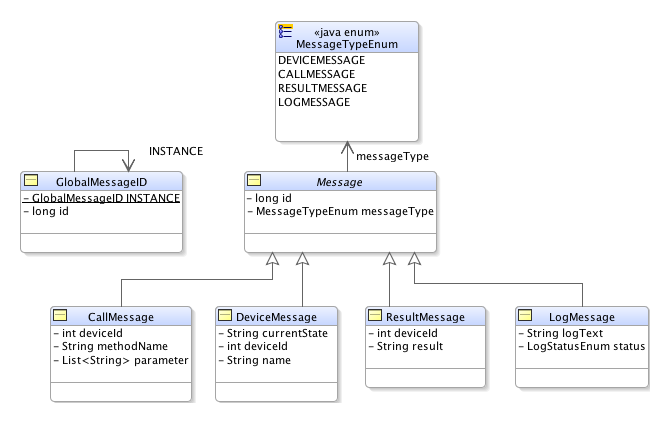 «java enum»
MessageTypeEnum
DEVICEMESSAGE
CALLMESSAGE
RESULTMESSAGE
LOGMESSAGE
INSTANCE
messageType
GlobalMessageID
− GlobalMessageID INSTANCE
− long id
Message
− long id
− MessageTypeEnum messageType
CallMessage
− int deviceId
− String methodName
− List<String> parameter
DeviceMessage
− String currentState
− int deviceId
− String name
ResultMessage
− int deviceId
− String result
LogMessage
− String logText
− LogStatusEnum status